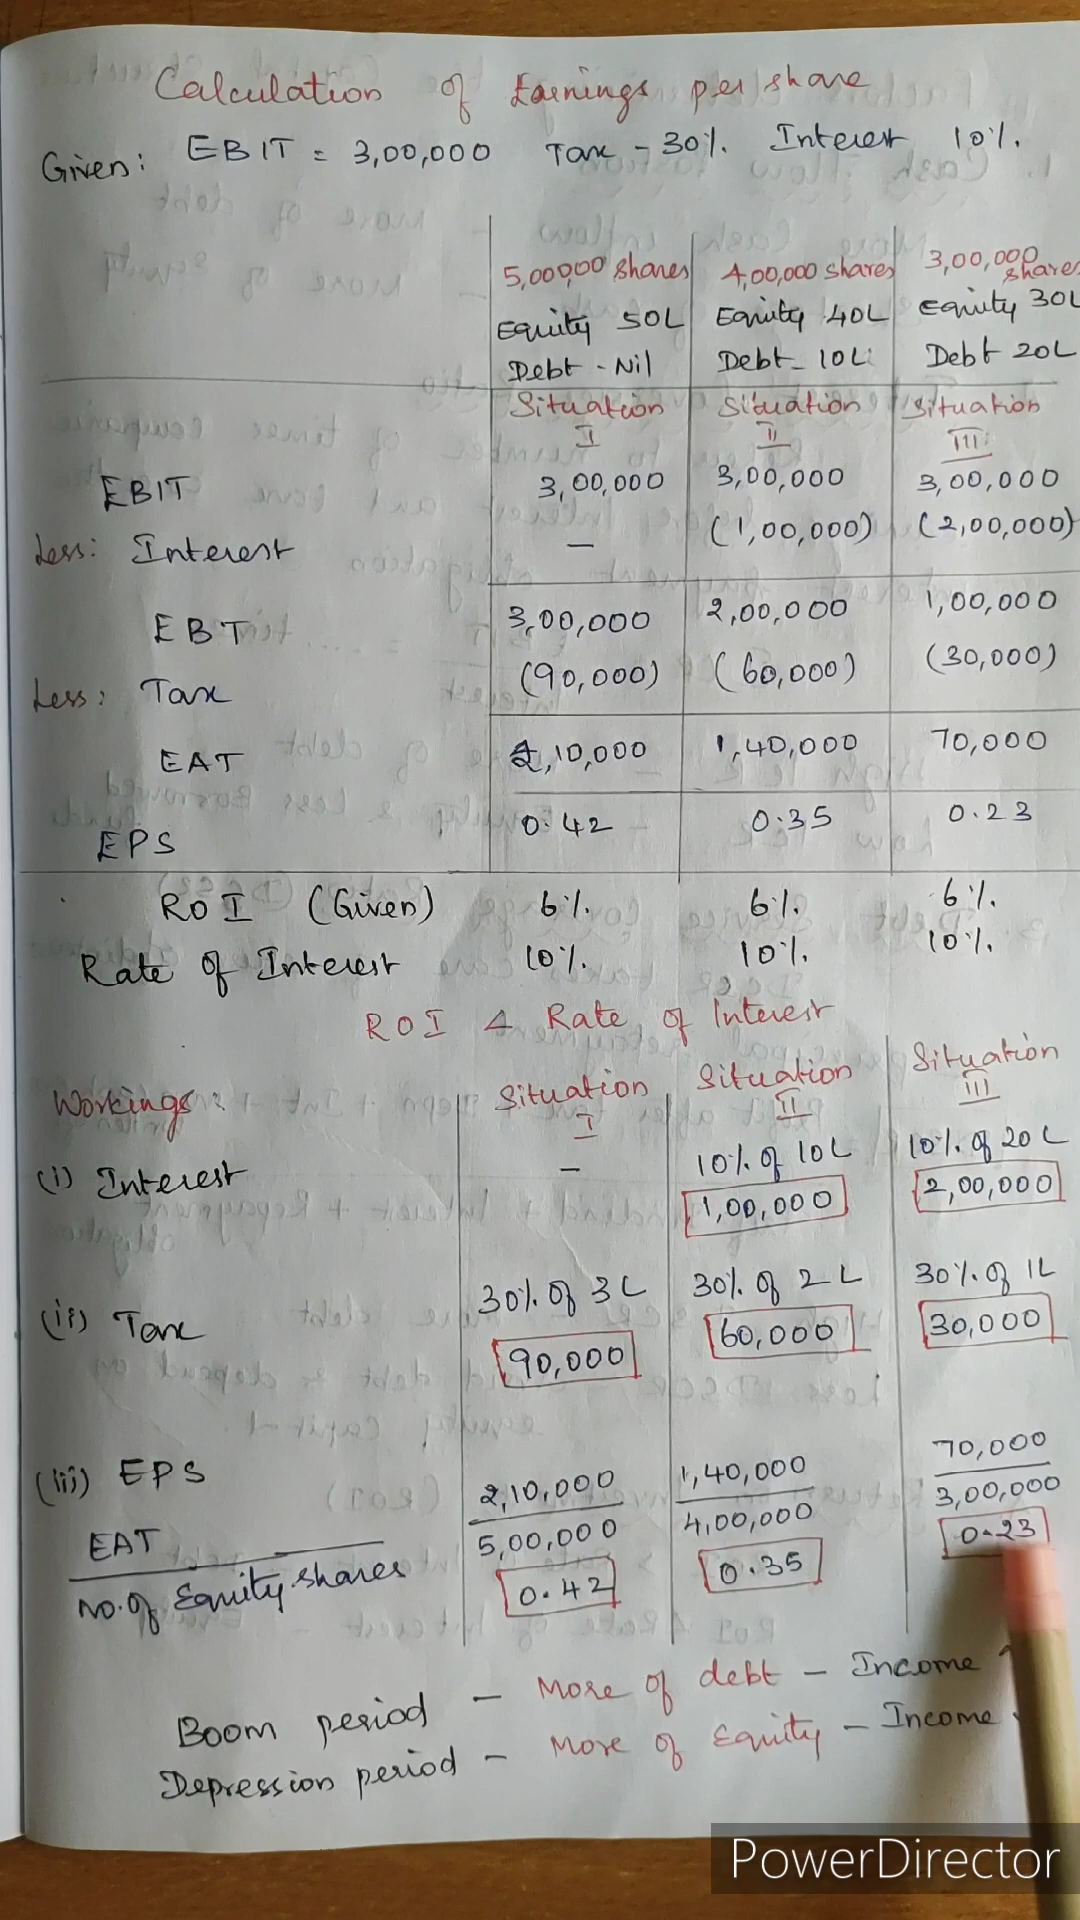 Calculation of Earnings per share
Given: EBIT = 3,00,000 Tax - 30%. Interest 10%.
5,00,000 shares 4,00,000 shares 3,00,000 shares
Equity 50L Equity 40L Equity 30L
Debt - Nil Debt - 10L Debt 20L
Situation I Situation II Situation III
EBIT 3,00,000 3,00,000 3,00,000
Less: Interest — (1,00,000) (2,00,000)
EBT 3,00,000 2,00,000 1,00,000
Less: Tax (90,000) (60,000) (30,000)
EAT 2,10,000 1,40,000 70,000
EPS 0.42 0.35 0.23
ROI (Given) 6%. 6%. 6%.
Rate of Interest 10%. 10%. 10%.
ROI < Rate of Interest
Workings: Situation I Situation II Situation III
(i) Interest — 10% of 10L 10% of 20L
1,00,000 2,00,000
(ii) Tax 30% of 3L 30% of 2L 30% of 1L
90,000 60,000 30,000
(iii) EPS 2,10,000 1,40,000 70,000
EAT 5,00,000 4,00,000 3,00,000
No. of Equity shares 0.42 0.35 0.23
Boom period - More of debt - Income
Depression period - More of Equity - Income
PowerDirector